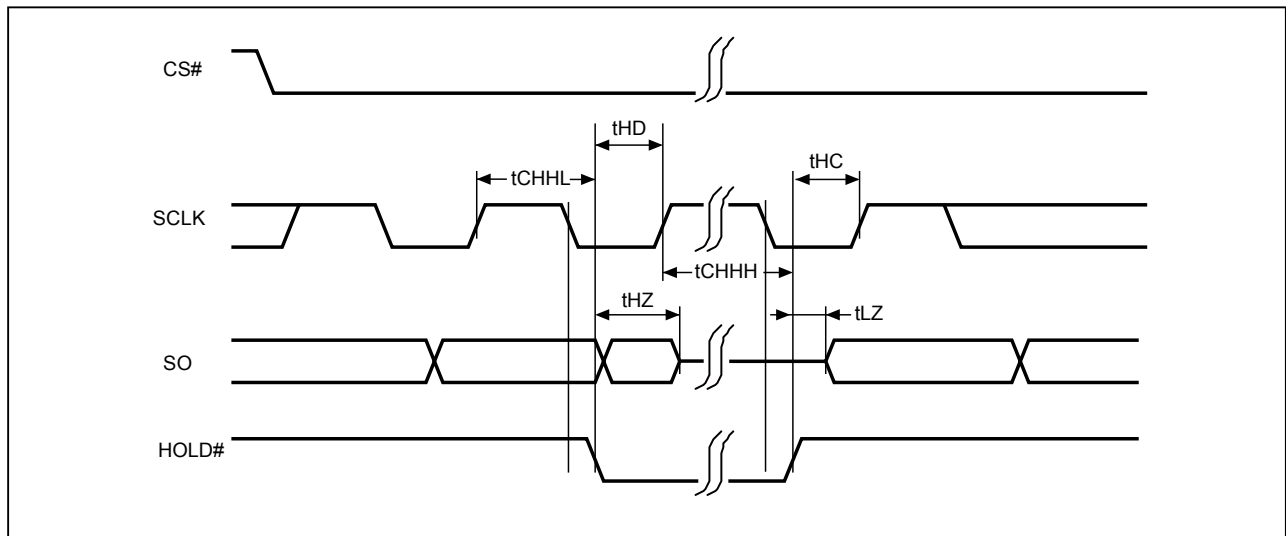 CS#
tHD
tHC
tCHHL
SCLK
tCHHH
tHZ
tLZ
SO
HOLD#